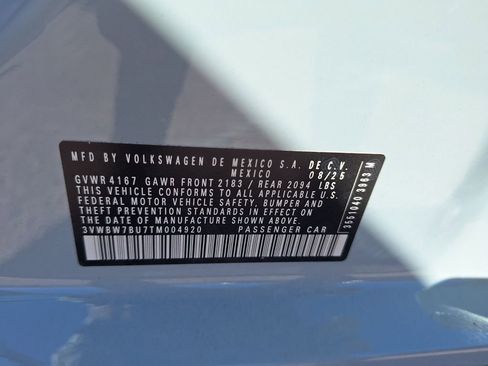 MFD BY VOLKSWAGEN DE MEXICO S.A. DE C.V.
MEXICO 08/25
GVWR 4167 GAWR FRONT 2183 / REAR 2094 LBS
THIS VEHICLE CONFORMS TO ALL APPLICABLE U.S.
FEDERAL MOTOR VEHICLE SAFETY, BUMPER AND
THEFT PREVENTION STANDARDS IN EFFECT ON
THE DATE OF MANUFACTURE SHOWN ABOVE.
3VWBW7BU7TM004920 PASSENGER CAR
3551040 3963 M